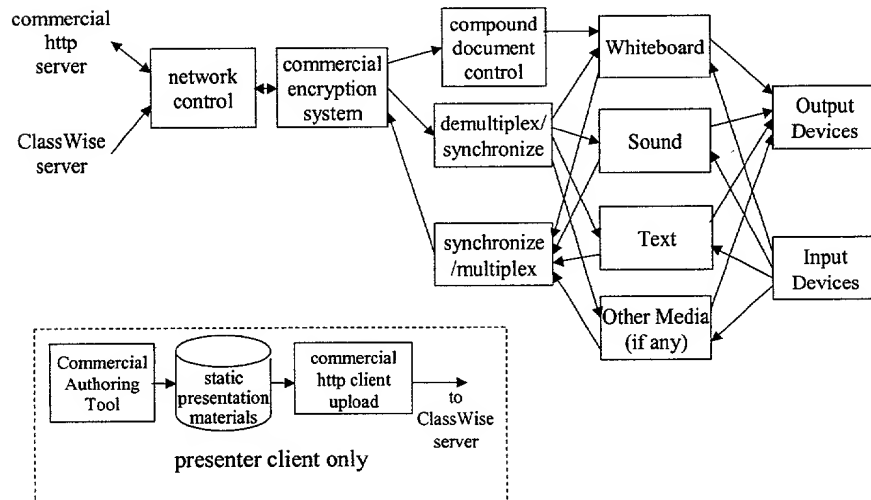 commercial
http
server
ClassWise
server
network
control
commercial
encryption
system
compound
document
control
demultiplex/
synchronize
synchronize
/multiplex
Whiteboard
Sound
Text
Other Media
(if any)
Output
Devices
Input
Devices
Commercial
Authoring
Tool
static
presentation
materials
commercial
http client
upload
to
ClassWise
server
presenter client only